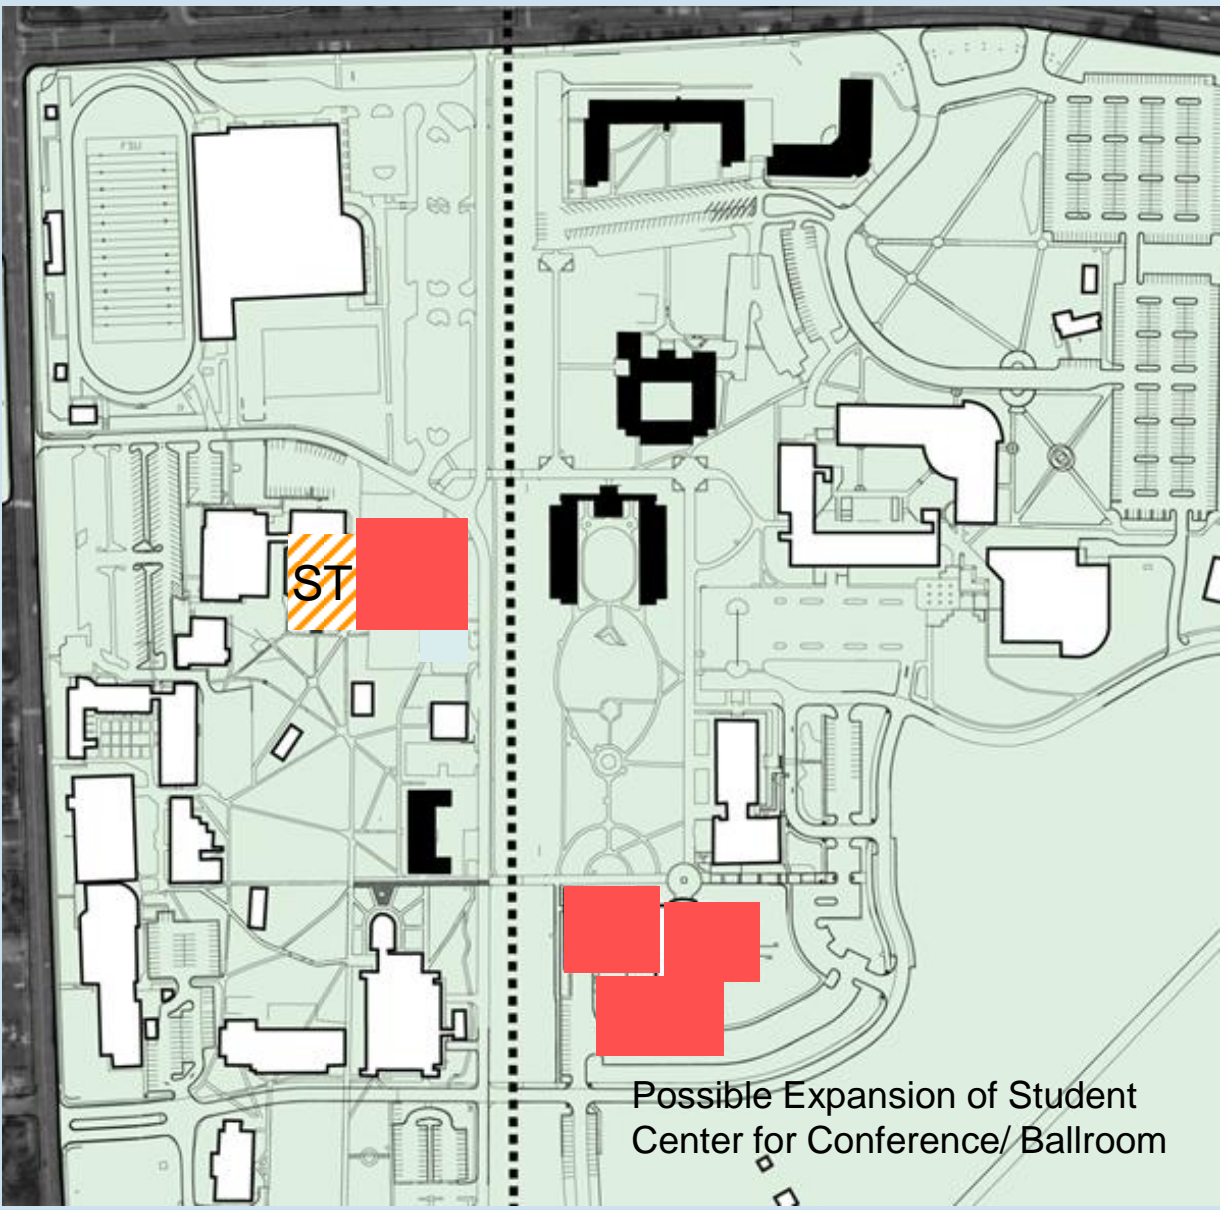 FSU
ST
Possible Expansion of Student
Center for Conference/ Ballroom